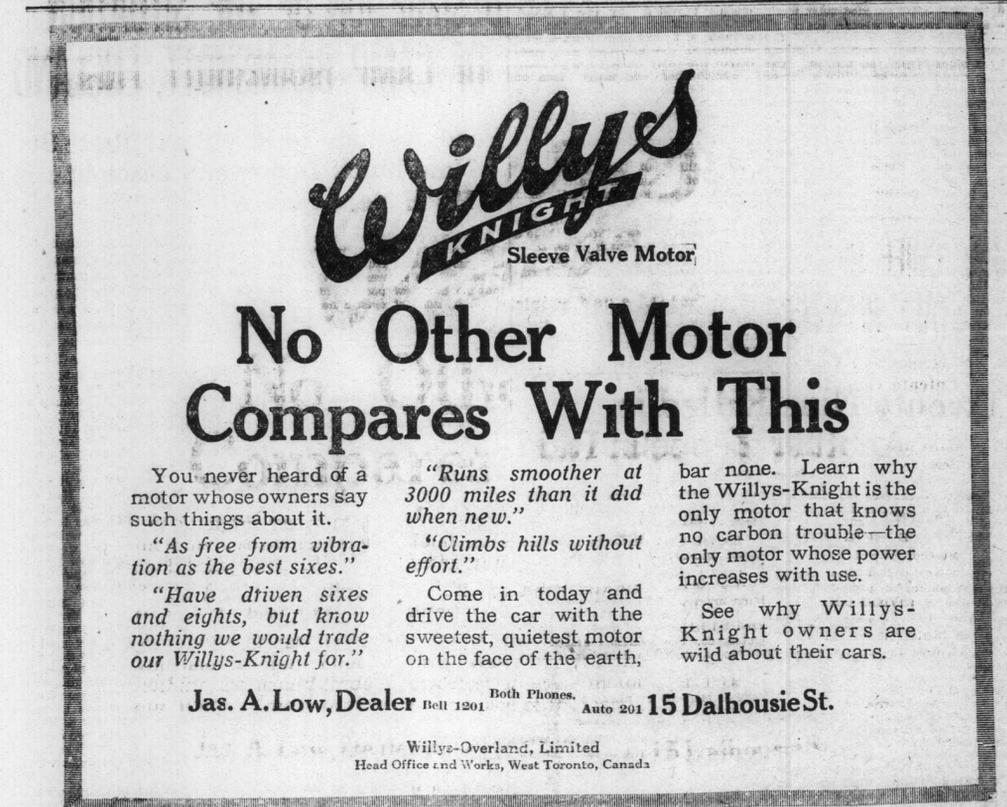 Willys
KNIGHT
Sleeve Valve Motor
No Other Motor
Compares With This
You never heard of a
motor whose owners say
such things about it.
"As free from vibra-
tion as the best sixes."
"Have driven sixes
and eights, but know
nothing we would trade
our Willys-Knight for."
"Runs smoother at
3000 miles than it did
when new."
"Climbs hills without
effort."
Come in today and
drive the car with the
sweetest, quietest motor
on the face of the earth,
bar none. Learn why
the Willys-Knight is the
only motor that knows
no carbon trouble—the
only motor whose power
increases with use.
See why Willys-
Knight owners are
wild about their cars.
Jas. A. Low, Dealer Both Phones. Bell 1201 Auto 201 15 Dalhousie St.
Willys-Overland, Limited
Head Office and Works, West Toronto, Canada